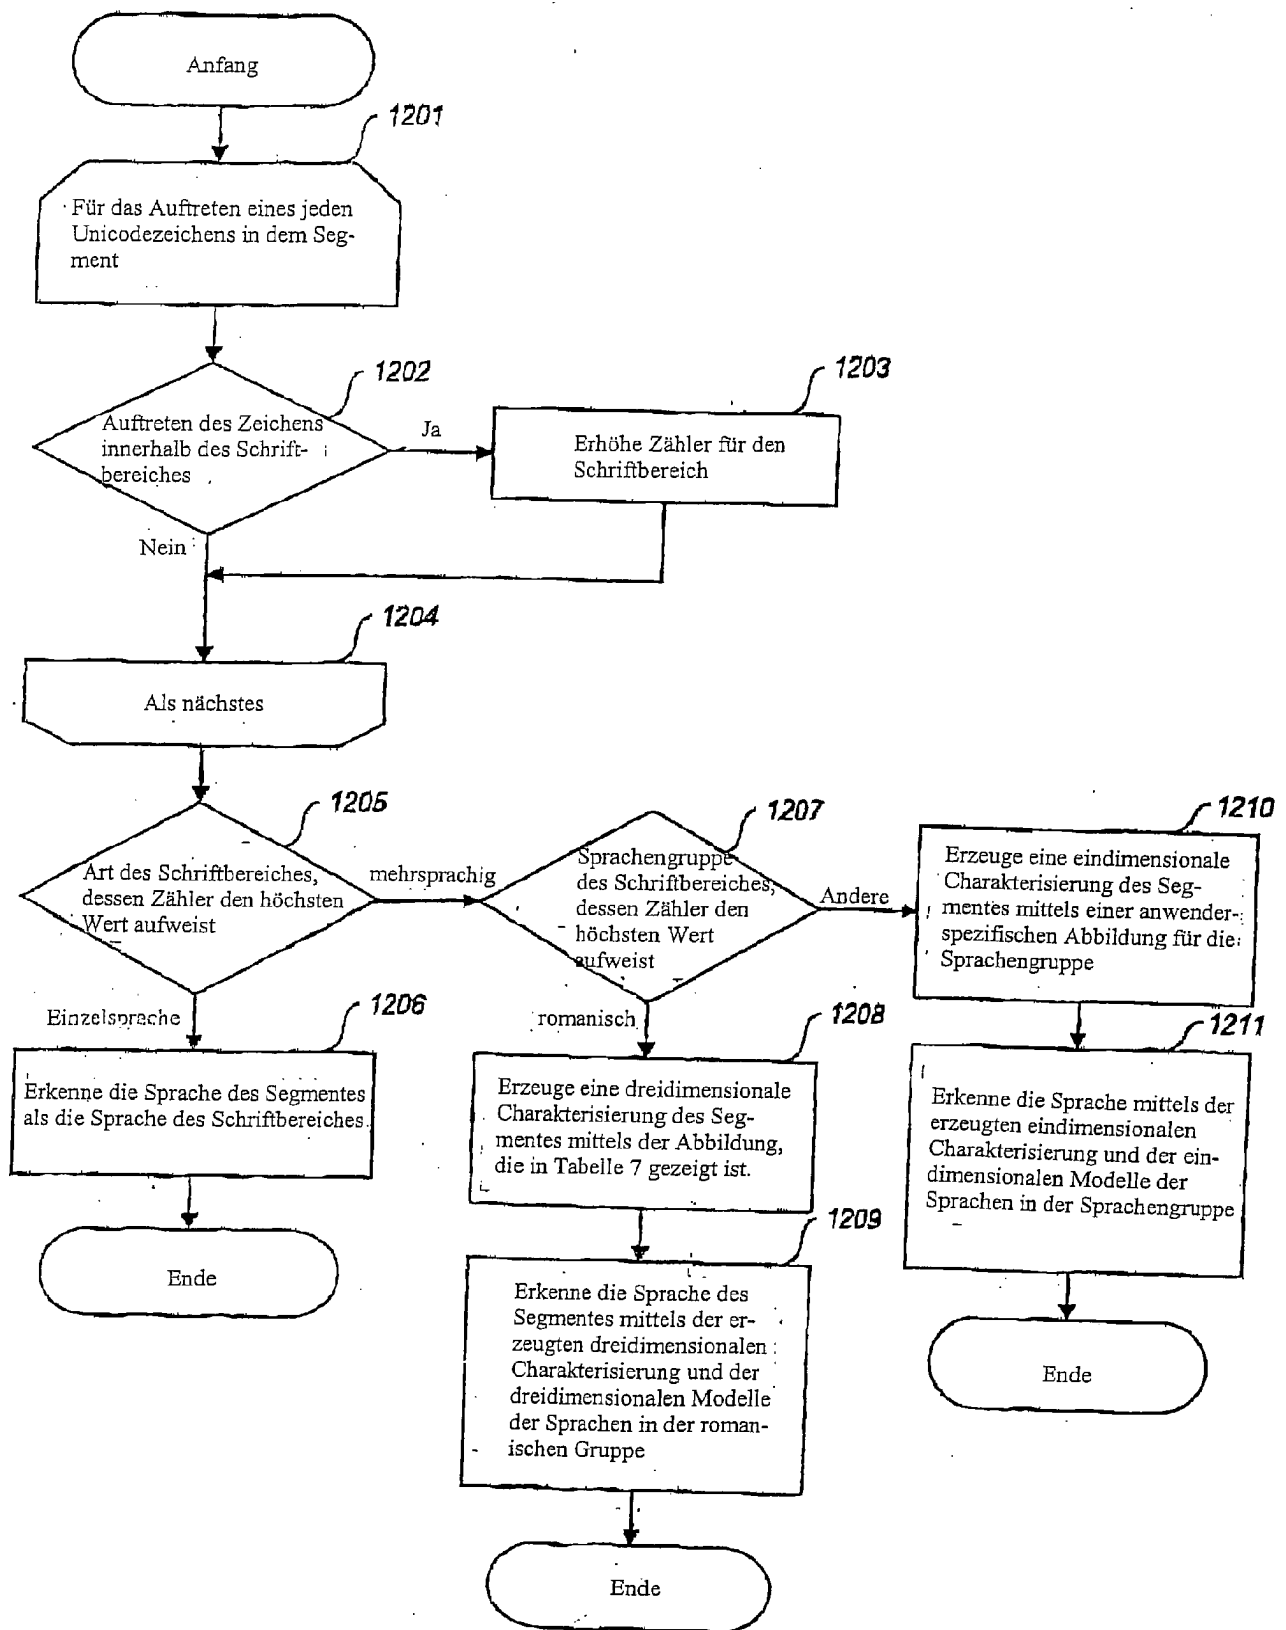 Anfang
1201
Für das Auftreten eines jeden
Unicodezeichens in dem Seg-
ment
1202
Auftreten des Zeichens
innerhalb des Schrift-
bereiches
Ja
1203
Erhöhe Zähler für den
Schriftbereich
Nein
1204
Als nächstes
1205
Art des Schriftbereiches,
dessen Zähler den höchsten
Wert aufweist
mehrsprachig
1207
Sprachengruppe
des Schriftbereiches,
dessen Zähler den
höchsten Wert
aufweist
Andere
1210
Erzeuge eine eindimensionale
Charakterisierung des Seg-
mentes mittels einer anwender-
spezifischen Abbildung für die
Sprachengruppe
Einzelsprache
1206
Erkenne die Sprache des Segmentes
als die Sprache des Schriftbereiches.
Ende
romanisch
1208
Erzeuge eine dreidimensionale
Charakterisierung des Seg-
mentes mittels der Abbildung,
die in Tabelle 7 gezeigt ist.
1209
Erkenne die Sprache des
Segmentes mittels der er-
zeugten dreidimensionalen
Charakterisierung und der
dreidimensionalen Modelle
der Sprachen in der roman-
ischen Gruppe
Ende
1211
Erkenne die Sprache mittels der
erzeugten eindimensionalen
Charakterisierung und der ein-
dimensionalen Modelle der
Sprachen in der Sprachengruppe
Ende